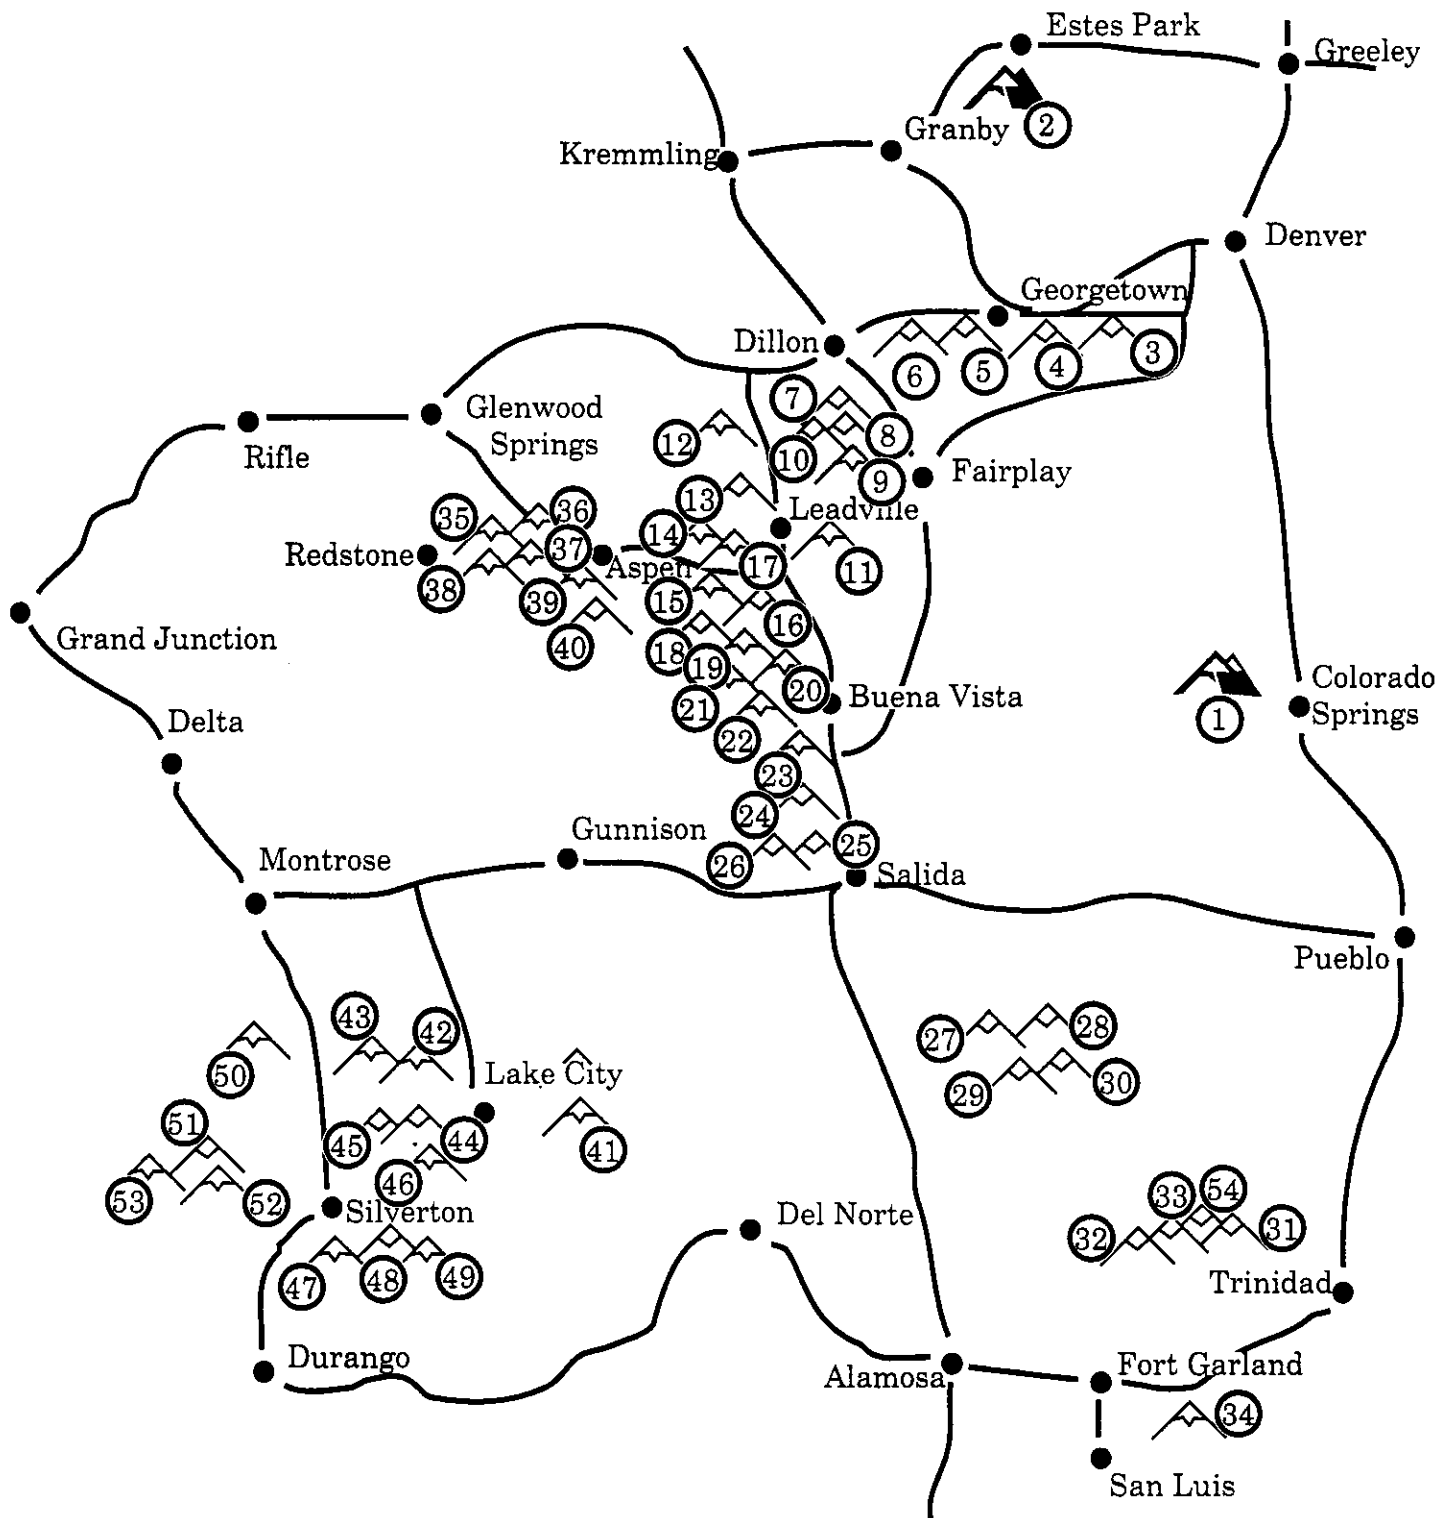 Estes Park
Greeley
2
Granby
Kremmling
Denver
Georgetown
Dillon
3
4
5
6
7
Glenwood
Springs
12
8
10
Rifle
9
Fairplay
13
Leadville
35
36
14
37
Redstone
Aspen
17
11
38
39
15
16
Grand Junction
40
18
19
20
Buena Vista
Colorado
Springs
1
21
Delta
22
23
24
Gunnison
25
Montrose
26
Salida
Pueblo
43
42
27
28
50
Lake City
29
30
51
45
44
41
46
53
52
Silverton
33
54
Del Norte
32
31
47
48
49
Trinidad
Durango
Fort Garland
Alamosa
34
San Luis